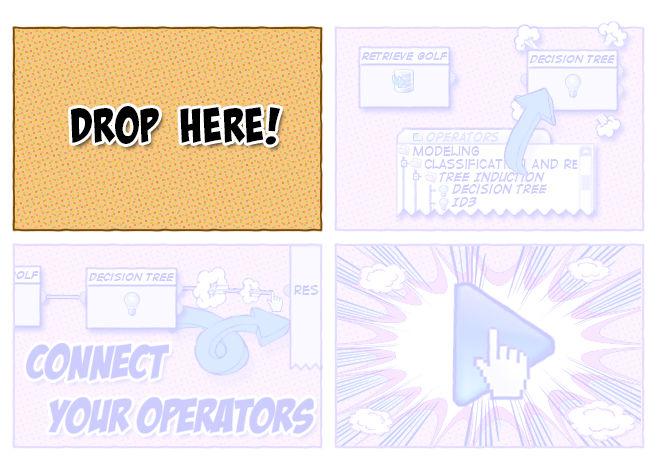 DROP HERE!
RETRIEVE GOLF
DECISION TREE
OPERATORS
MODELING
CLASSIFICATI AND RE
TREE INDUCTION
DECISION TREE
ID3
OLF
DECISION TREE
RES
CONNECT
YOUR OPERATORS